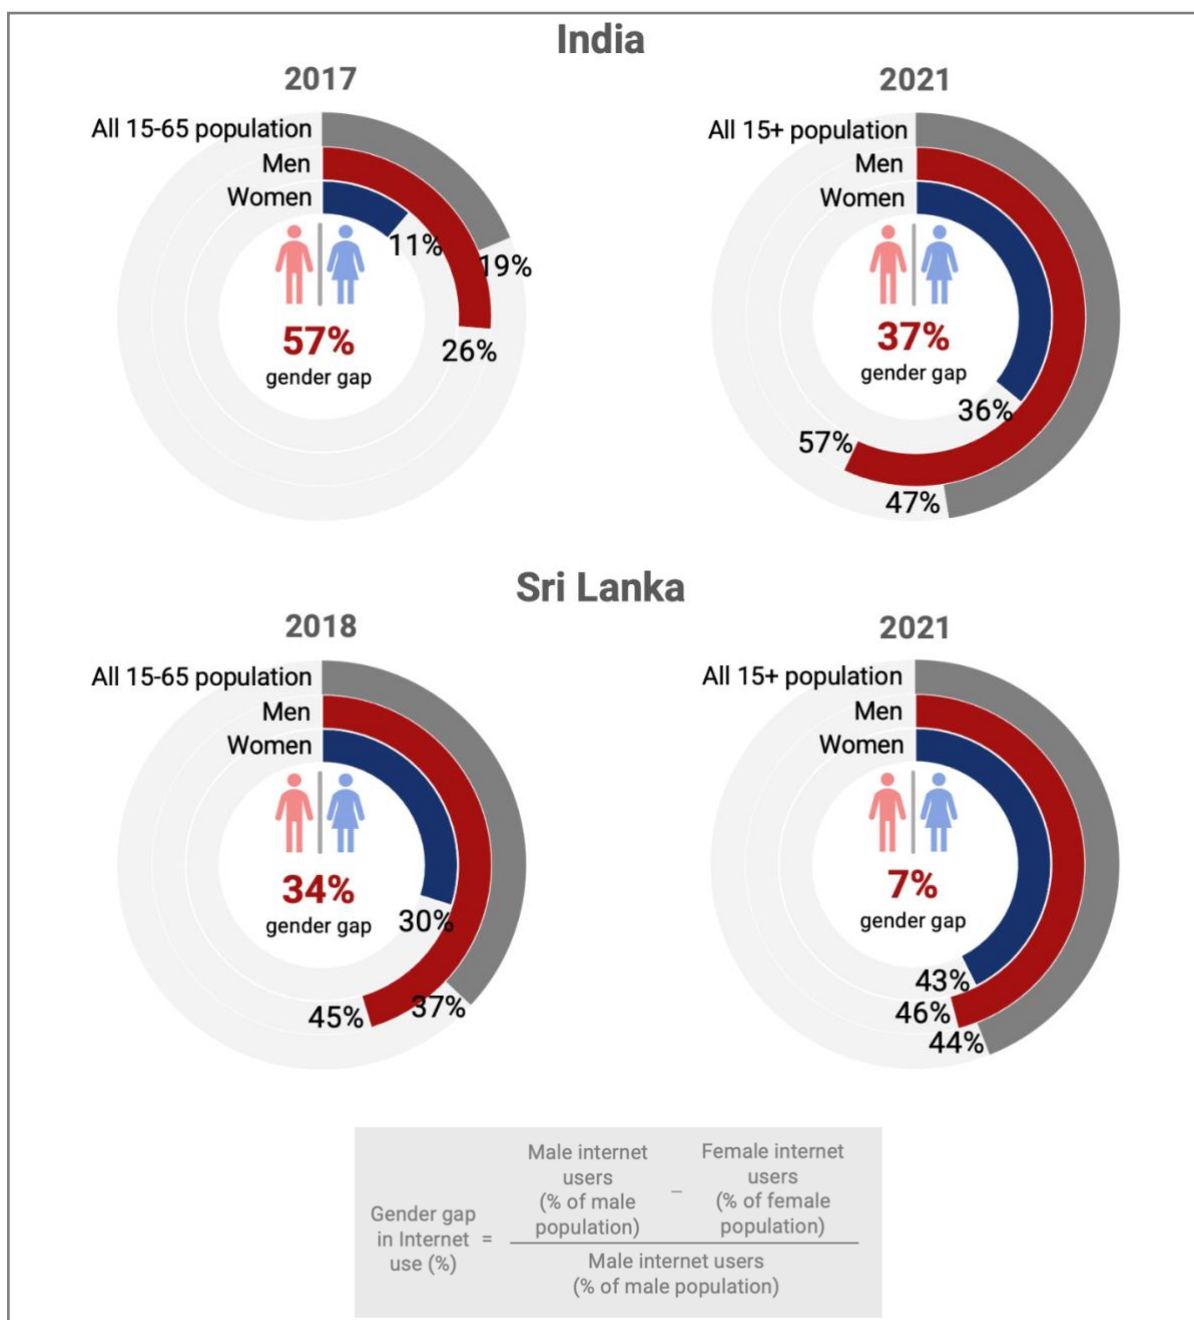 India
2017
All 15-65 population
Men
Women
11%
19%
26%
57%
gender gap
2021
All 15+ population
Men
Women
36%
57%
47%
37%
gender gap
Sri Lanka
2018
All 15-65 population
Men
Women
30%
45%
37%
34%
gender gap
2021
All 15+ population
Men
Women
43%
46%
44%
7%
gender gap
Gender gap
in Internet
use (%)
=
Male internet
users
(% of male
population)
–
Female internet
users
(% of female
population)
Male internet users
(% of male population)